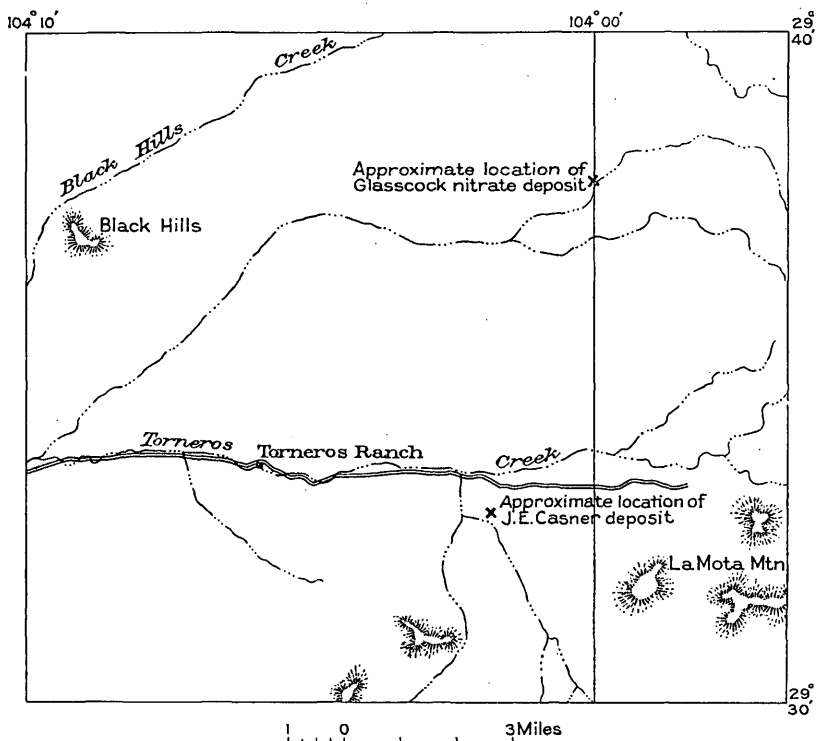 104° 10'
104° 00'
29°
40'
Creek
Black Hills
Approximate location of
Glasscock nitrate deposit
Black Hills
Torneros
Torneros Ranch
Creek
Approximate location of
J.E.Casner deposit
La Mota Mtn
29°
30'
1 0 3 Miles